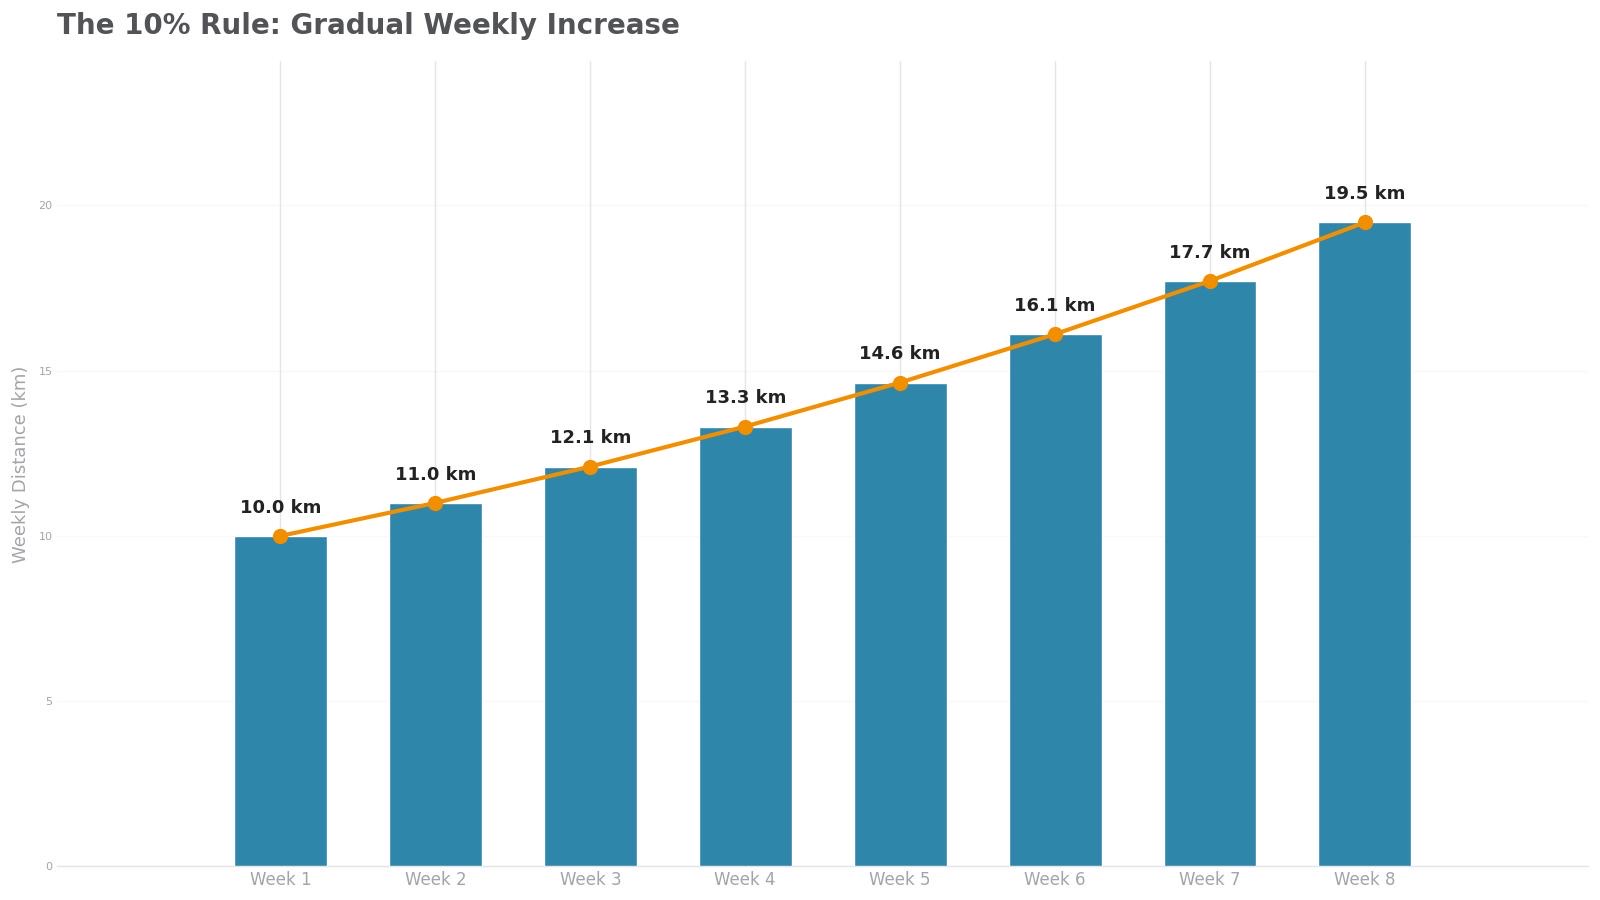 The 10% Rule: Gradual Weekly Increase
Weekly Distance (km)
20
15
10
5
0
10.0 km
11.0 km
12.1 km
13.3 km
14.6 km
16.1 km
17.7 km
19.5 km
Week 1
Week 2
Week 3
Week 4
Week 5
Week 6
Week 7
Week 8